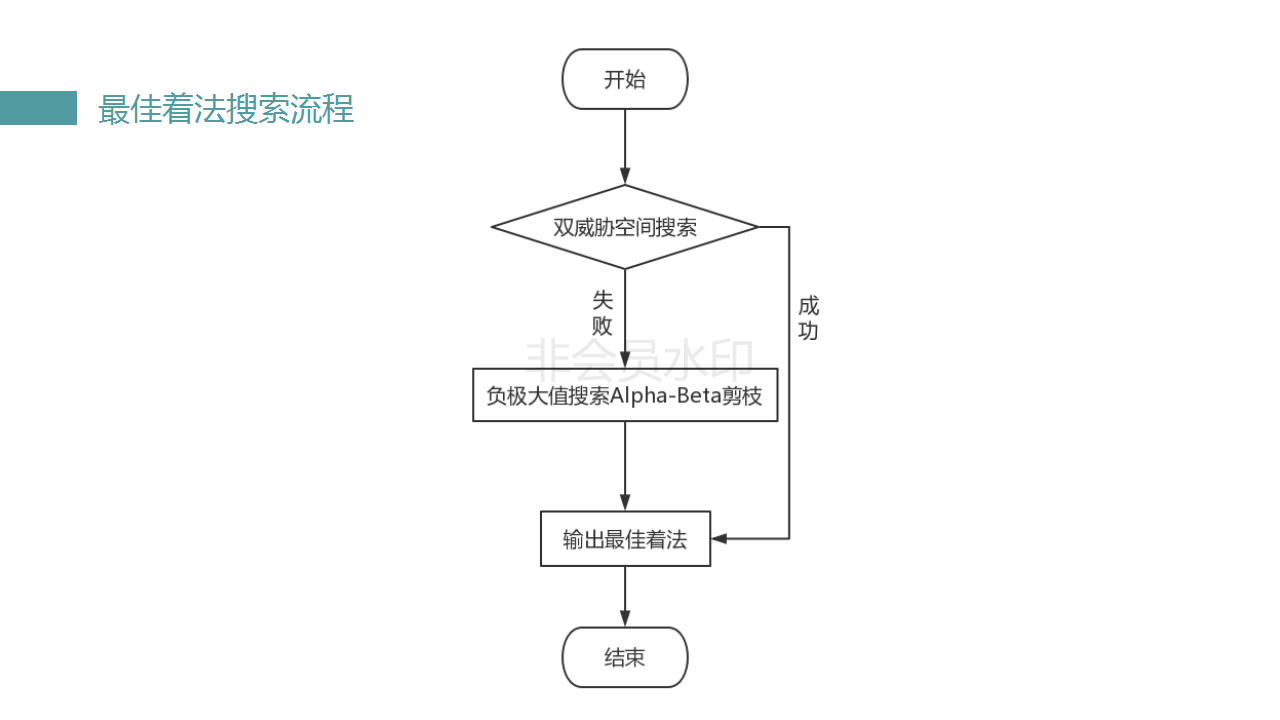 开始
最佳着法搜索流程
双威胁空间搜索
失
败
成
功
非会员水印
负极大值搜索Alpha-Beta剪枝
输出最佳着法
结束